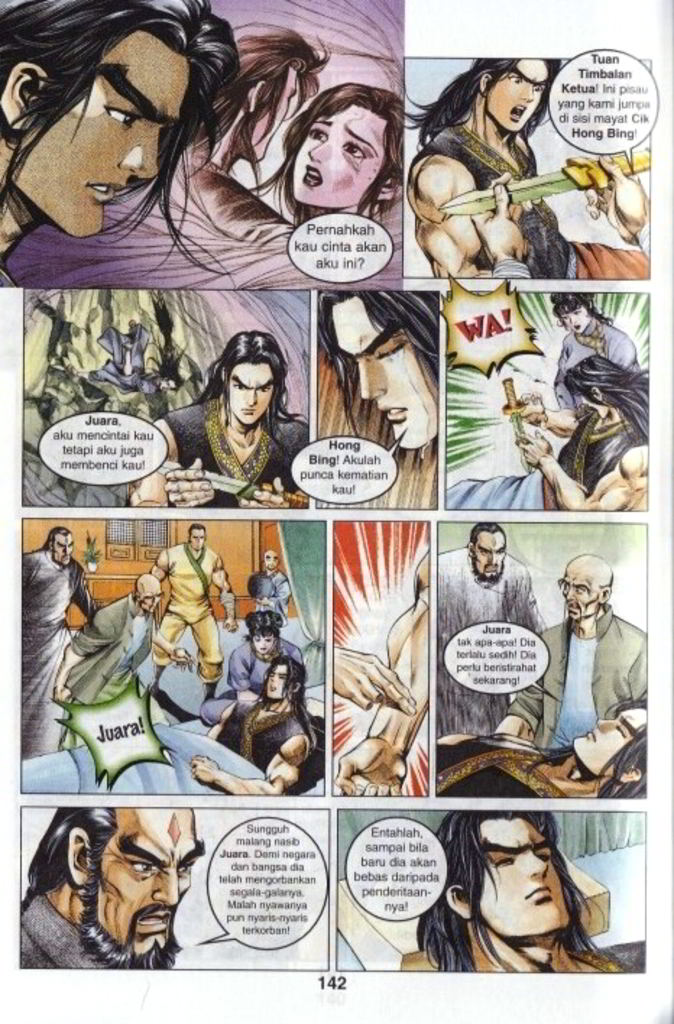 Pernahkah
kau cinta akan
aku ini?
Tuan
Timbalan
Ketua! Ini pisau
yang kami jumpa
di sisi mayat Cik
Hong Bing!
Juara,
aku mencintai kau
tetapi aku juga
membenci kau!
Hong
Bing! Akulah
punca kematian
kau!
WA!
Juara!
Juara
tak apa-apa! Dia
terlalu sedih! Dia
perlu beristirahat
sekarang!
Sungguh
malang nasib
Juara. Demi negara
dan bangsa dia
telah mengorbankan
segala-galanya.
Malah nyawanya
pun nyaris-nyaris
terkorban!
Entahlah,
sampai bila
baru dia akan
bebas daripada
penderitaan-
nya!
142